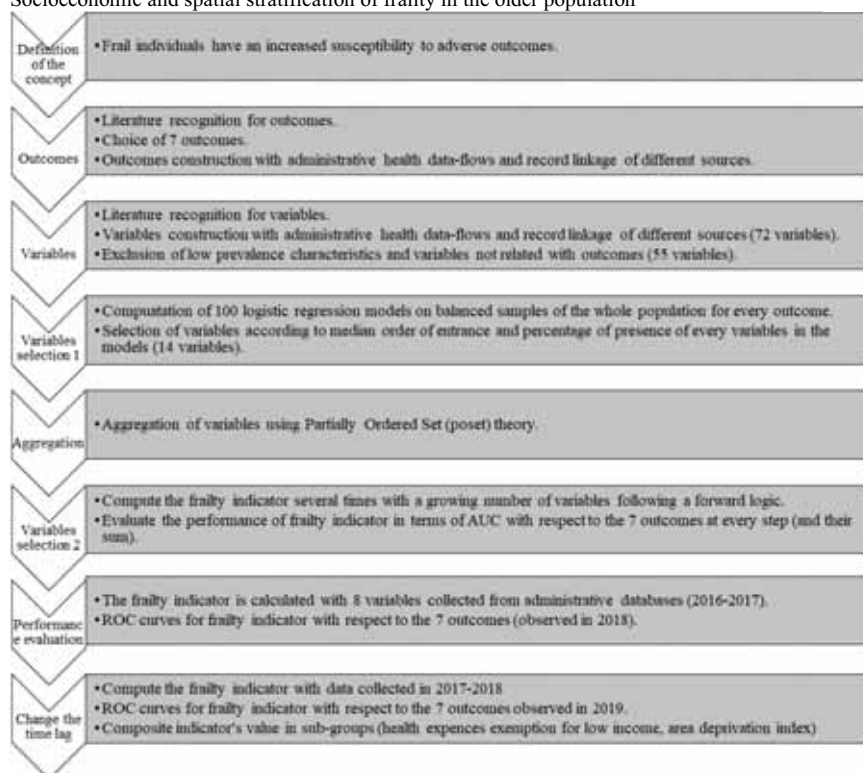 Socioeconomic and spatial stratification of frailty in the older population
Definition
of the
concept
• Frail individuals have an increased susceptibility to adverse outcomes.
Outcomes
• Literature recognition for outcomes.
• Choice of 7 outcomes.
• Outcomes construction with administrative health data-flows and record linkage of different sources.
Variables
• Literature recognition for variables.
• Variables construction with administrative health data-flows and record linkage of different sources (72 variables).
• Exclusion of low prevalence characteristics and variables not related with outcomes (55 variables).
Variables
selection 1
• Computation of 100 logistic regression models on balanced samples of the whole population for every outcome.
• Selection of variables according to median order of entrance and percentage of presence of every variables in the
models (14 variables).
Aggregation
• Aggregation of variables using Partially Ordered Set (poset) theory.
Variables
selection 2
• Compute the frailty indicator several times with a growing number of variables following a forward logic.
• Evaluate the performance of frailty indicator in terms of AUC with respect to the 7 outcomes at every step (and their
sum).
Performanc
e evaluation
• The frailty indicator is calculated with 8 variables collected from administrative databases (2016-2017).
• ROC curves for frailty indicator with respect to the 7 outcomes (observed in 2018).
Change the
time lag
• Compute the frailty indicator with data collected in 2017-2018
• ROC curves for frailty indicator with respect to the 7 outcomes observed in 2019.
• Composite indicator's value in sub-groups (health expences exemption for low income, area deprivation index)